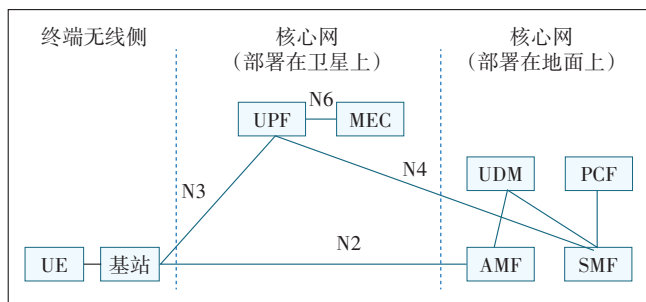 终端无线侧
核心网
（部署在卫星上）
核心网
（部署在地面上）
N6
UPF
MEC
N3
N4
UDM
PCF
N2
UE
基站
AMF
SMF